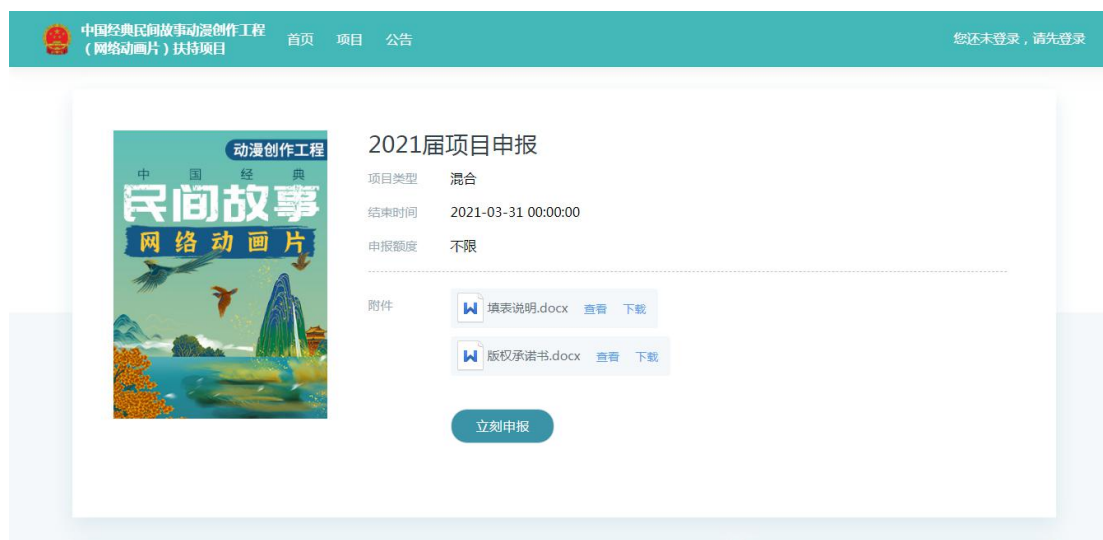 中国经典民间故事动漫创作工程
（网络动画片）扶持项目
首页 项目 公告
您还未登录，请先登录
动漫创作工程
中国经典
民间故事
网络动画片
2021届项目申报
项目类型 混合
结束时间 2021-03-31 00:00:00
申报额度 不限
附件
填表说明.docx 查看 下载
版权承诺书.docx 查看 下载
立刻申报